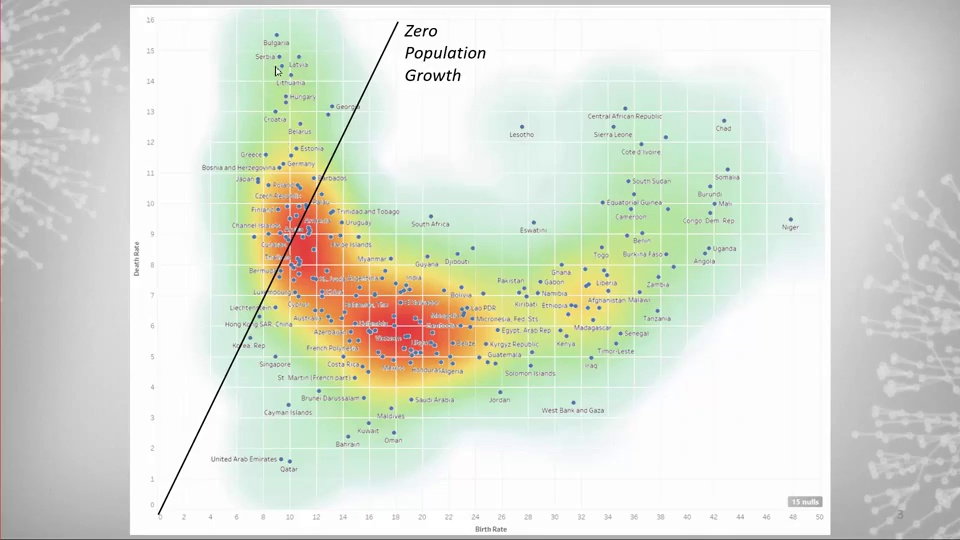 Zero
Population
Growth
16
15
14
13
12
11
10
9
8
7
6
5
4
3
2
1
0
Death Rate
Bulgaria
Serbia
Latvia
Lithuania
Hungary
Georgia
Croatia
Belarus
Estonia
Greece
Germany
Bosnia and Herzegovina
Japan
Poland
Barbados
Czech Republic
Finland
Trinidad and Tobago
Channel Islands
Uruguay
Faroe Islands
Bermuda
Myanmar
Luxembourg
Argentina
Liechtenstein
Australia
Hong Kong SAR, China
Azerbaijan
Korea, Rep.
French Polynesia
Singapore
Costa Rica
St. Martin (French part)
Brunei Darussalam
Saudi Arabia
Cayman Islands
Maldives
Kuwait
Bahrain
Oman
United Arab Emirates
Qatar
Lesotho
Central African Republic
Sierra Leone
Chad
Cote d'Ivoire
Somalia
South Sudan
Burundi
Equatorial Guinea
Mali
South Africa
Eswatini
Cameroon
Congo, Dem. Rep.
Niger
Benin
Uganda
Guyana
Djibouti
Togo
Burkina Faso
Angola
India
Pakistan
Ghana
Gabon
Liberia
Zambia
Bolivia
Kiribati
Namibia
Ethiopia
Afghanistan
Malawi
Lao PDR
Micronesia, Fed. Sts.
Tanzania
Egypt, Arab Rep.
Madagascar
Senegal
Belize
Kyrgyz Republic
Kenya
Guatemala
Timor-Leste
Honduras
Algeria
Solomon Islands
Iraq
Jordan
West Bank and Gaza
15 nulls
0 2 4 6 8 10 12 14 16 18 20 22 24 26 28 30 32 34 36 38 40 42 44 46 48 50
Birth Rate
3